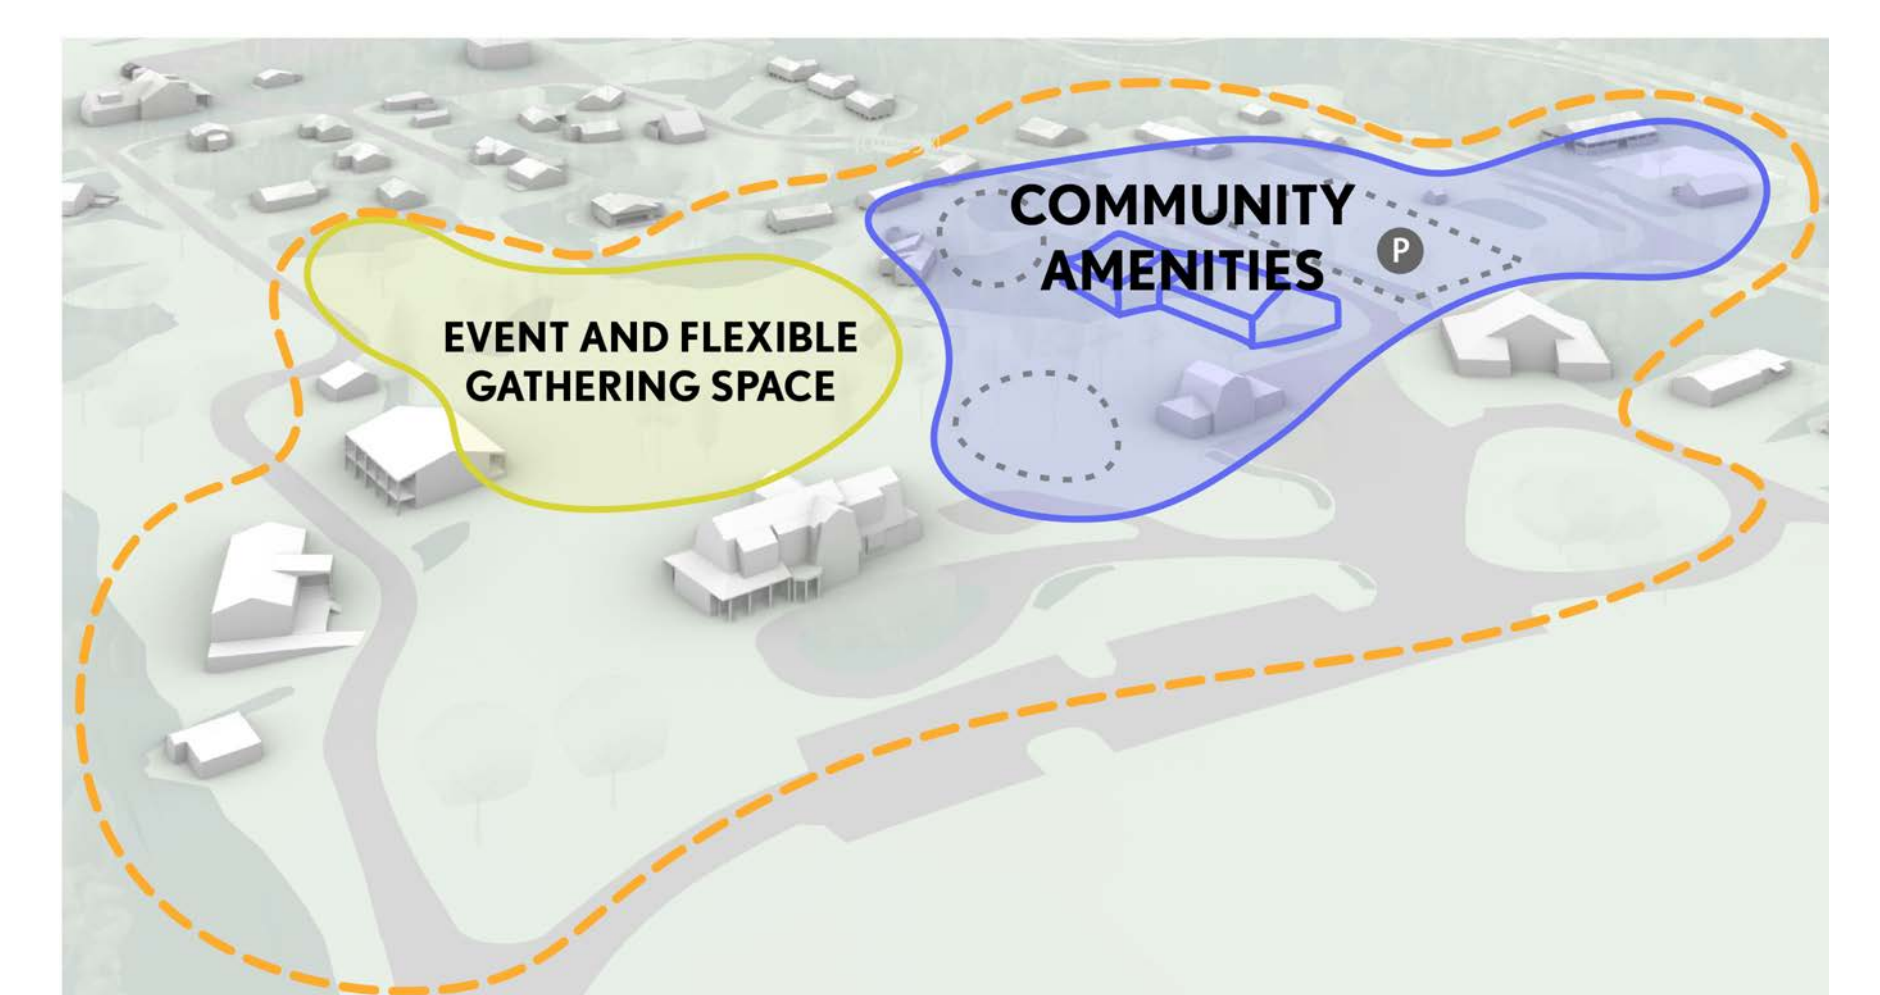 COMMUNITY
AMENITIES
P
EVENT AND FLEXIBLE
GATHERING SPACE